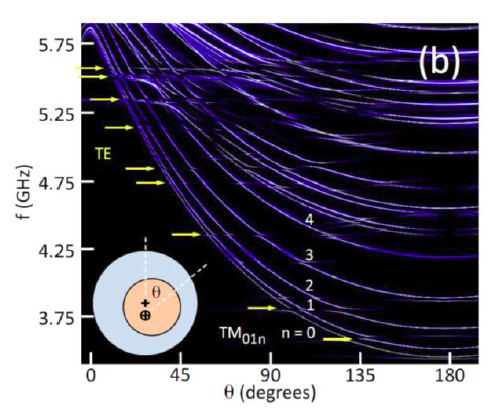 (b)
5.75
5.25
4.75
4.25
3.75
f (GHz)
TE
4
3
2
1
TM01n n = 0
θ
0 45 90 135 180
θ (degrees)